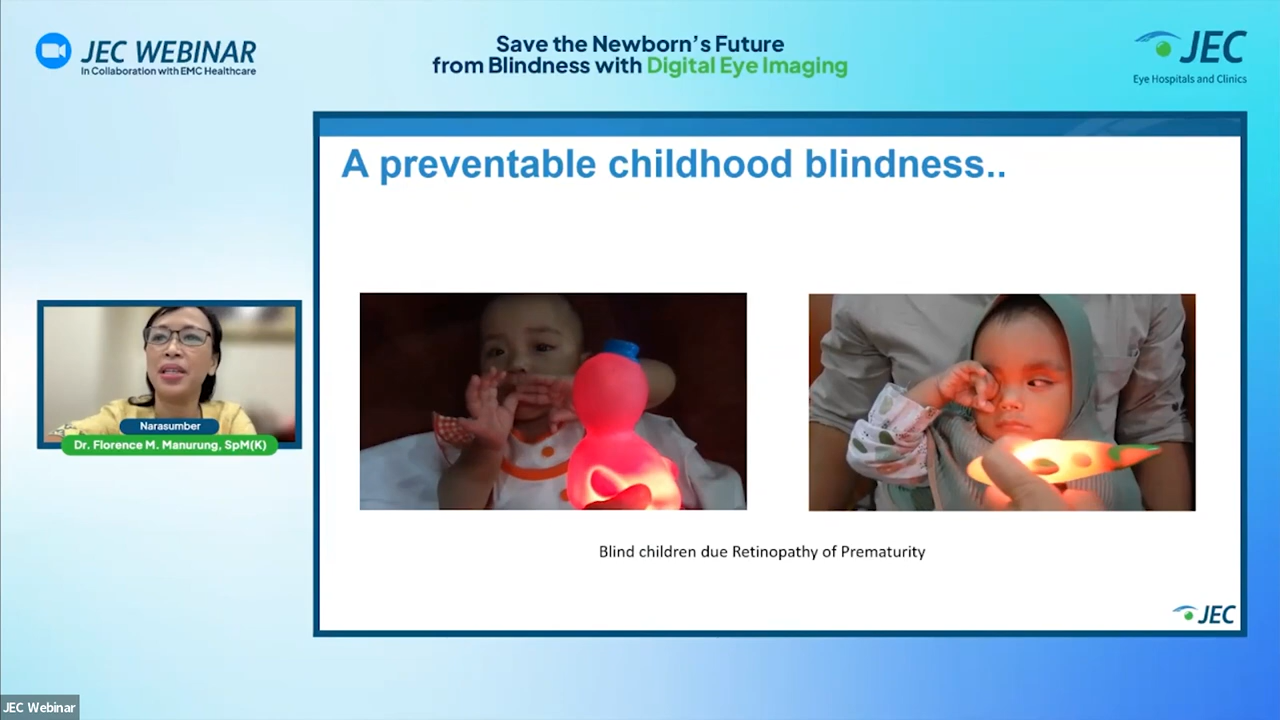 JEC WEBINAR
In Collaboration with EMC Healthcare
Save the Newborn's Future
from Blindness with Digital Eye Imaging
JEC
Eye Hospitals and Clinics
A preventable childhood blindness..
Narasumber
Dr. Florence M. Manurung, SpM(K)
Blind children due Retinopathy of Prematurity
JEC
JEC Webinar